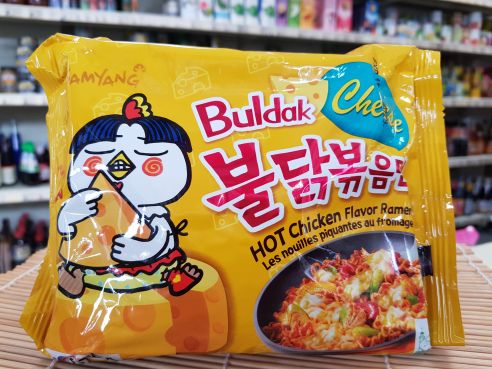 SAMYANG
Buldak
Cheese
불닭볶음면
HOT Chicken Flavor Ramen
Les nouilles piquantes au fromage